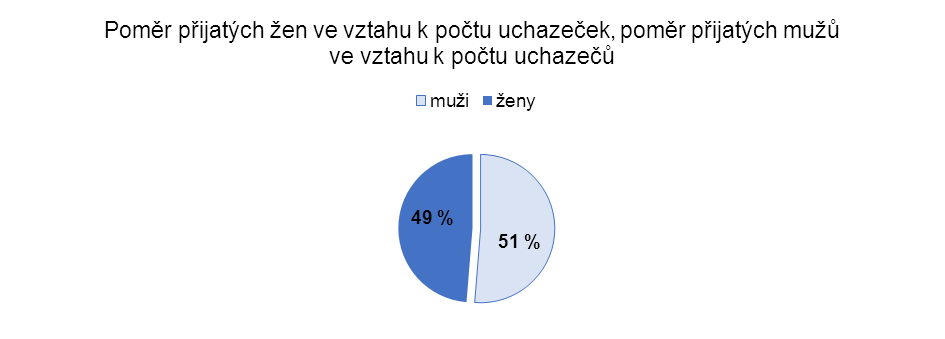 Poměr přijatých žen ve vztahu k počtu uchazeček, poměr přijatých mužů
ve vztahu k počtu uchazečů
muži ženy
49 %
51 %